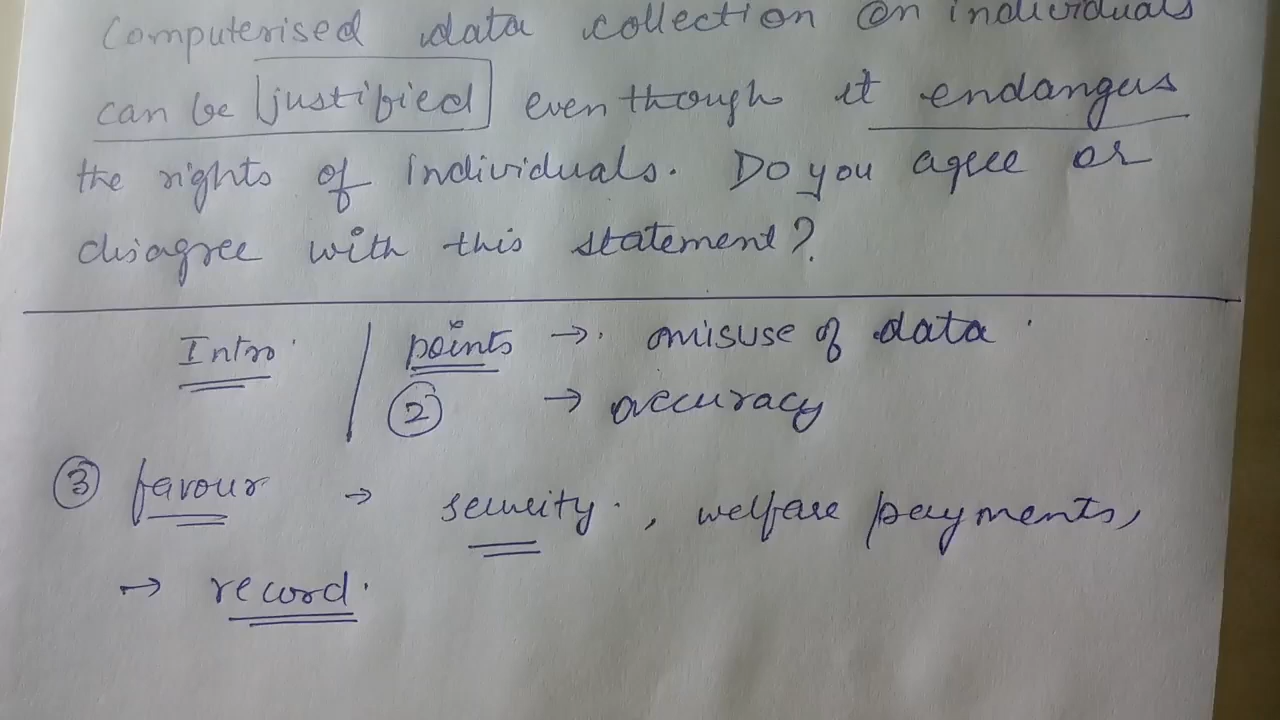 Computerised data collection on individuals
can be justified even though it endangers
the rights of individuals. Do you agree or
disagree with this statement?
Intro. points → misuse of data.
② → accuracy
③ favour → security., welfare payments,
→ record.